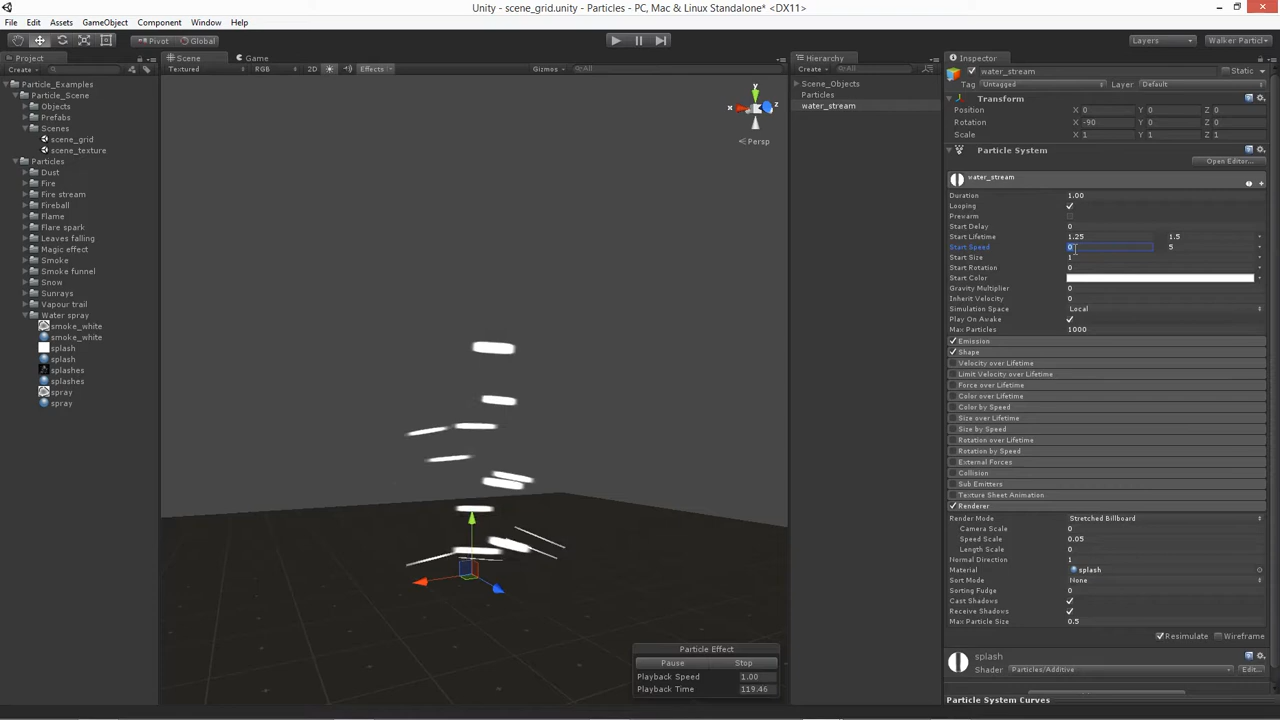 Unity - scene_grid.unity - Particles - PC, Mac & Linux Standalone* <DX11>
File Edit Assets GameObject Component Window Help
Pivot Global Layers Walker Particl
Project Scene Game Hierarchy Inspector
Create Textured RGB 2D Effects Gizmos All Create All
water_stream Static
Tag Untagged Layer Default
Particle_Examples
Particle_Scene
Objects
Prefabs
Scenes
scene_grid
scene_texture
Particles
Dust
Fire
Fire stream
Fireball
Flame
Flare spark
Leaves falling
Magic effect
Smoke
Smoke funnel
Snow
Sunrays
Vapour trail
Water spray
smoke_white
smoke_white
splash
splash
splashes
splashes
spray
spray
y
x
z
Persp
Particle Effect
Pause Stop
Playback Speed 1.00
Playback Time 119.46
Scene_Objects
Particles
water_stream
Transform
Position X 0 Y 0 Z 0
Rotation X -90 Y 0 Z 0
Scale X 1 Y 1 Z 1
Particle System
Open Editor...
water_stream
Duration 1.00
Looping
Prewarm
Start Delay 0
Start Lifetime 1.25 1.5
Start Speed 0 5
Start Size 1
Start Rotation 0
Start Color
Gravity Multiplier 0
Inherit Velocity 0
Simulation Space Local
Play On Awake
Max Particles 1000
Emission
Shape
Velocity over Lifetime
Limit Velocity over Lifetime
Force over Lifetime
Color over Lifetime
Color by Speed
Size over Lifetime
Size by Speed
Rotation over Lifetime
Rotation by Speed
External Forces
Collision
Sub Emitters
Texture Sheet Animation
Renderer
Render Mode Stretched Billboard
Camera Scale 0
Speed Scale 0.05
Length Scale 0
Normal Direction 1
Material splash
Sort Mode None
Sorting Fudge 0
Cast Shadows
Receive Shadows
Max Particle Size 0.5
Resimulate Wireframe
splash
Shader Particles/Additive Edit...
Particle System Curves